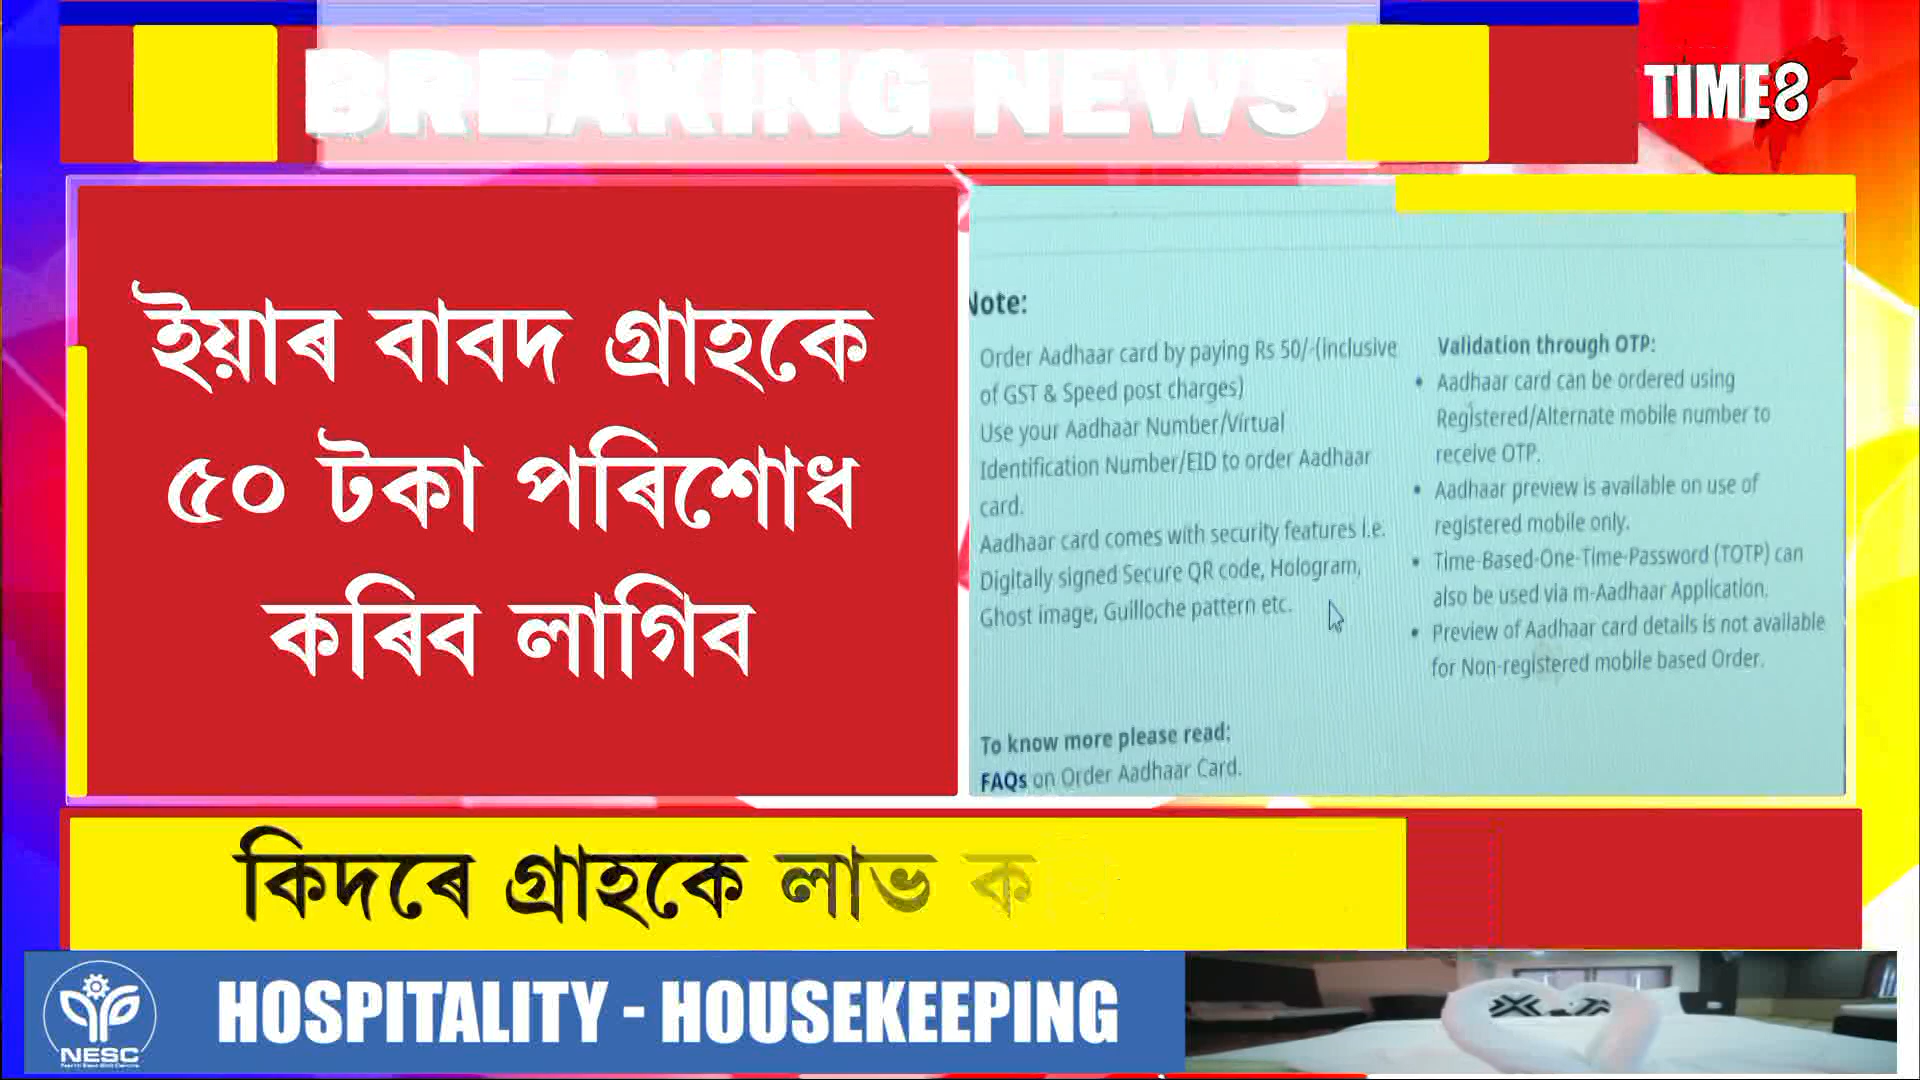 BREAKING NEWS
TIME8
ইয়াৰ বাবদ গ্ৰাহকে
৫০ টকা পৰিশোধ
কৰিব লাগিব
Note:
Order Aadhaar card by paying Rs 50/-(inclusive
of GST & Speed post charges)
Use your Aadhaar Number/Virtual
Identification Number/EID to order Aadhaar
card.
Aadhaar card comes with security features i.e.
Digitally signed Secure QR code, Hologram,
Ghost image, Guilloche pattern etc.
To know more please read:
FAQs on Order Aadhaar Card.
Validation through OTP:
• Aadhaar card can be ordered using
Registered/Alternate mobile number to
receive OTP.
• Aadhaar preview is available on use of
registered mobile only.
• Time-Based-One-Time-Password (TOTP) can
also be used via m-Aadhaar Application.
• Preview of Aadhaar card details is not available
for Non-registered mobile based Order.
কিদৰে গ্ৰাহকে লাভ
HOSPITALITY - HOUSEKEEPING
NESC